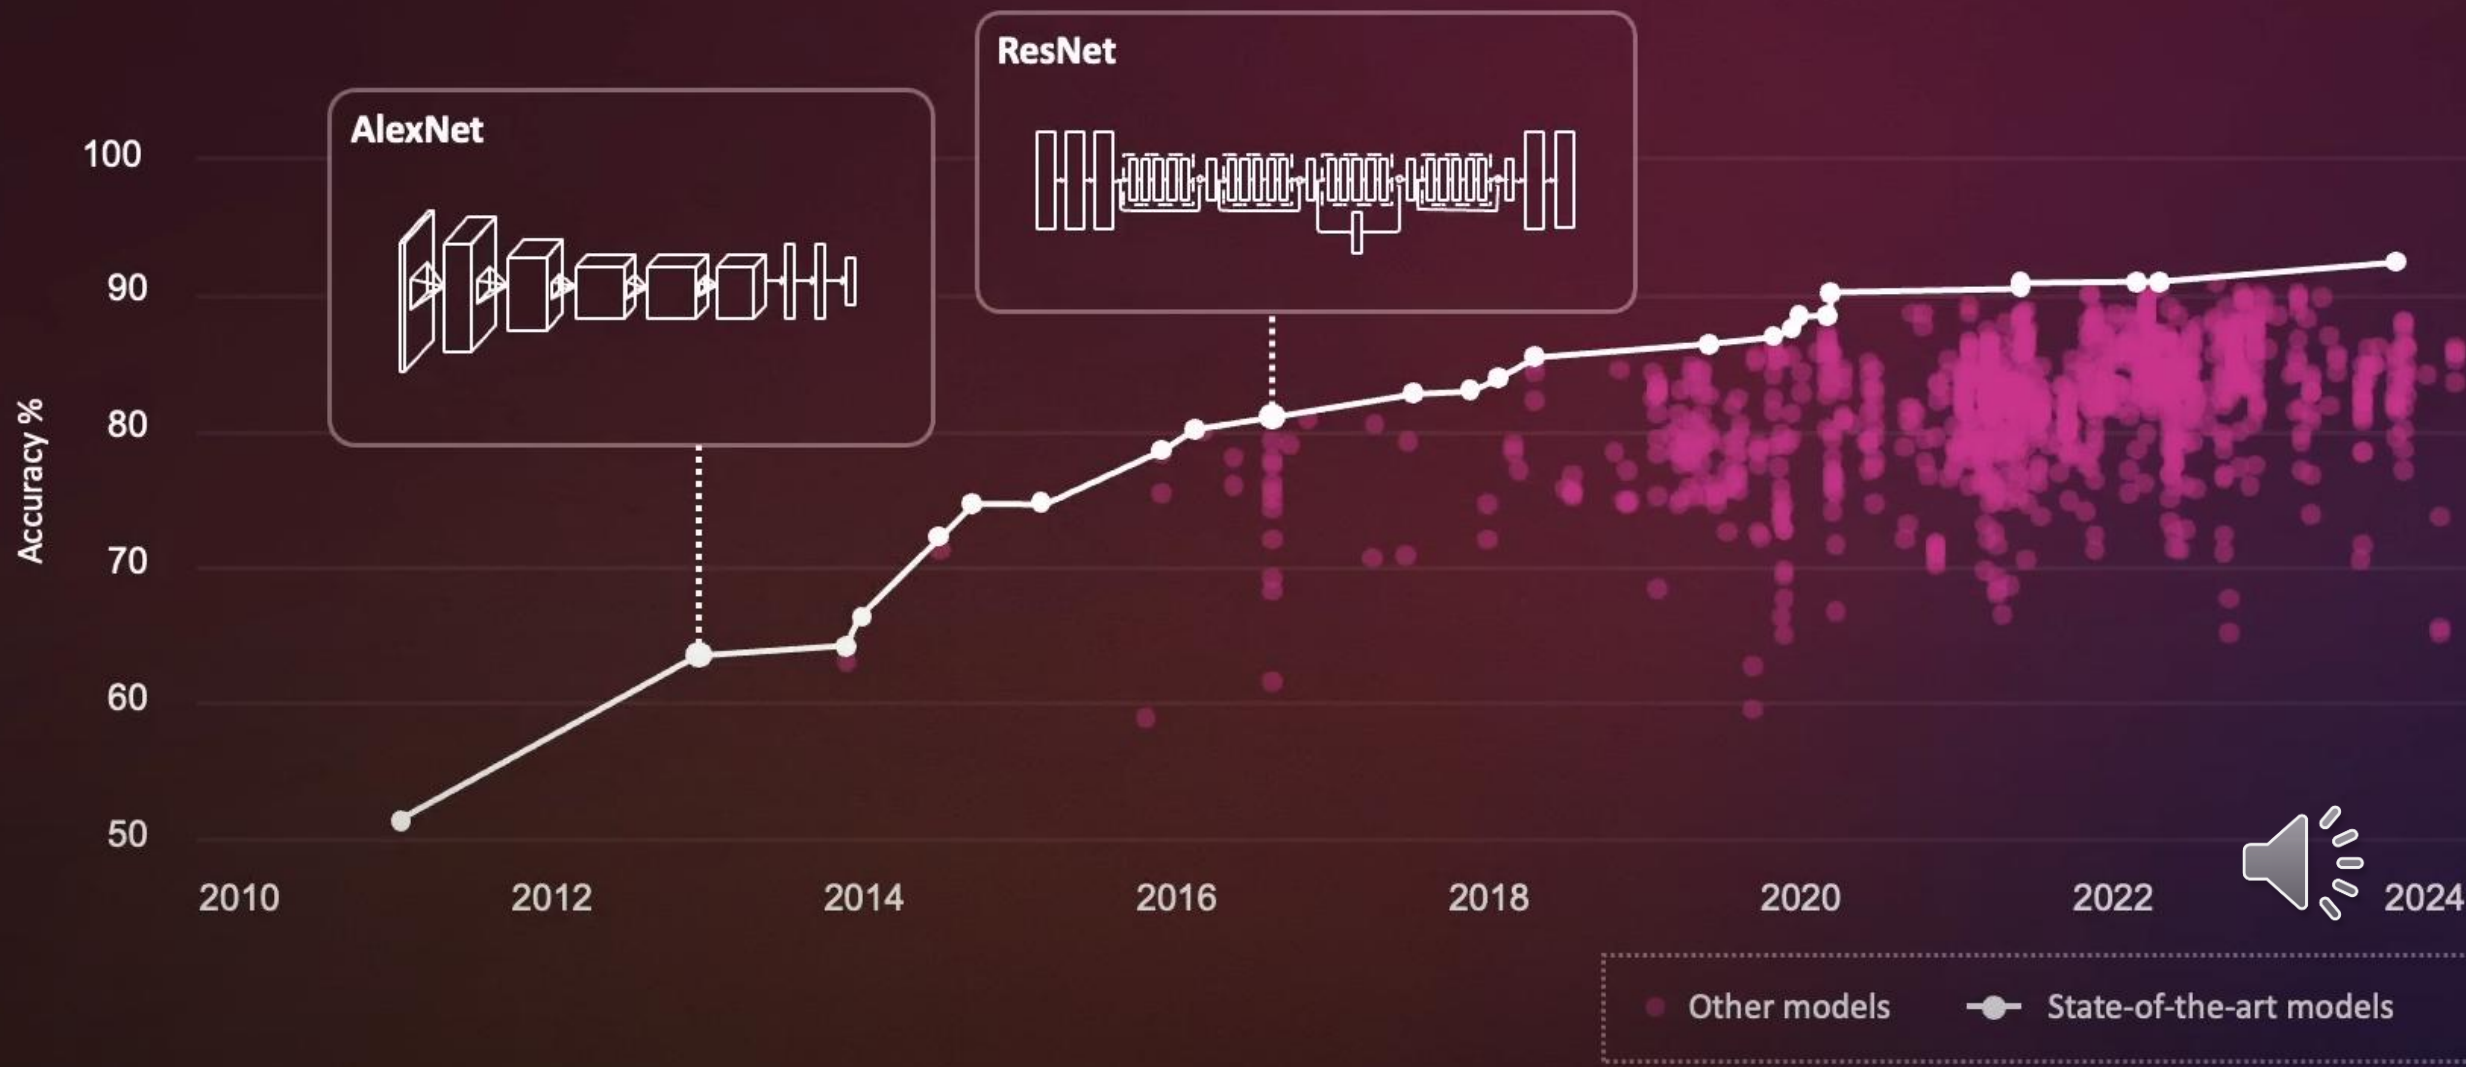 ResNet
AlexNet
Accuracy %
100
90
80
70
60
50
2010 2012 2014 2016 2018 2020 2022 2024
Other models State-of-the-art models